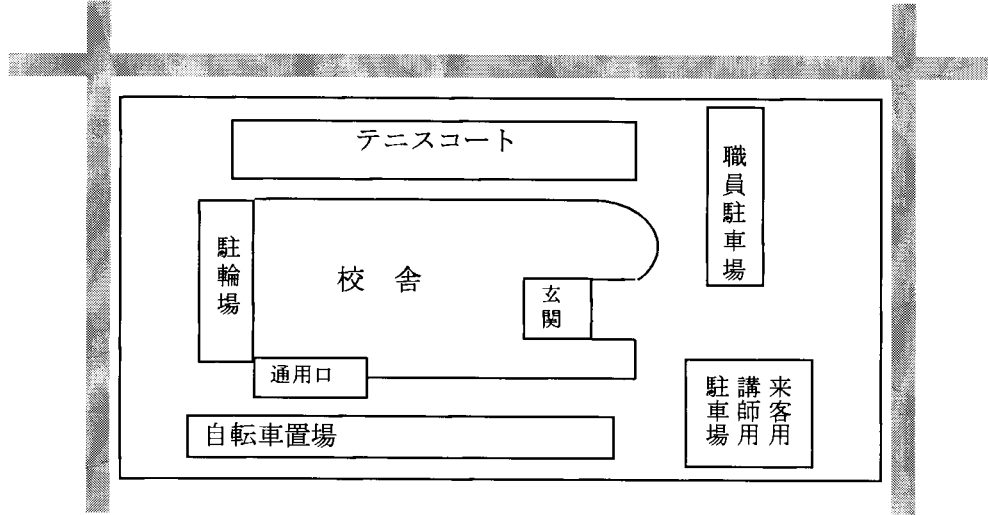 テニスコート
職員駐車場
駐輪場
校舎
玄関
通用口
自転車置場
来客用
講師用
駐車場